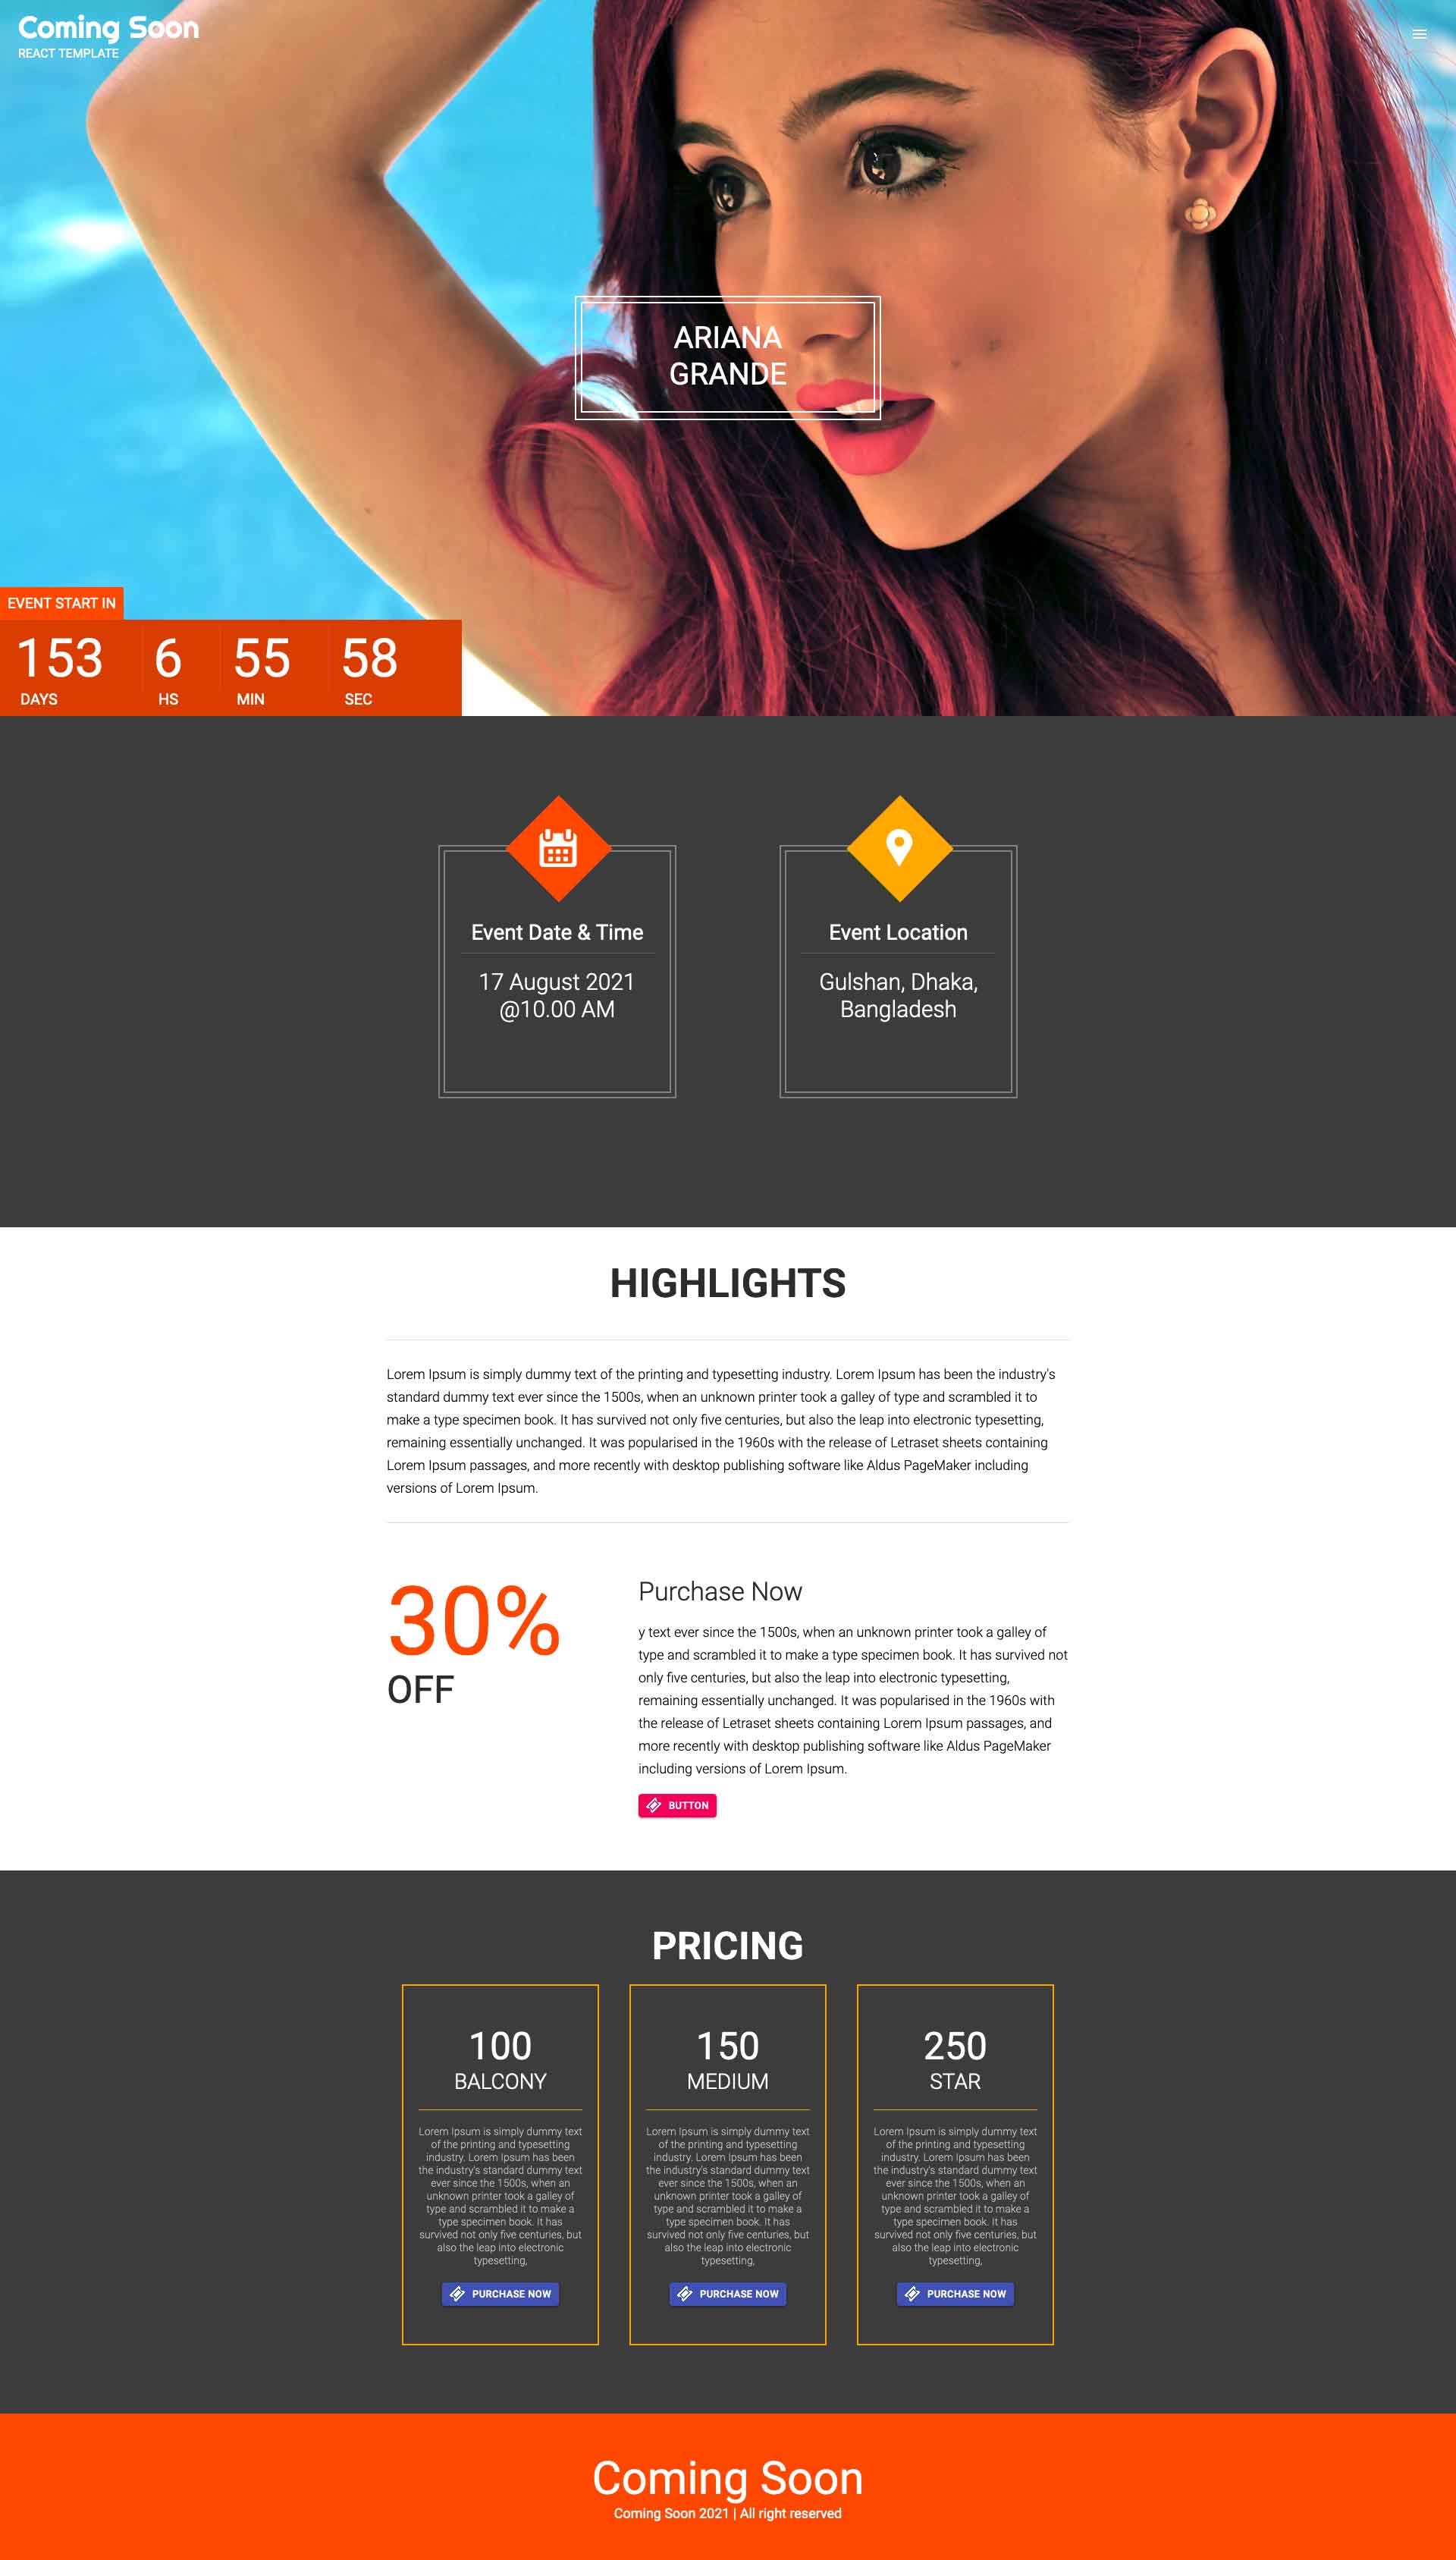 Coming Soon
REACT TEMPLATE
ARIANA
GRANDE
EVENT START IN
153 6 55 58
DAYS HS MIN SEC
Event Date & Time
17 August 2021
@10.00 AM
Event Location
Gulshan, Dhaka,
Bangladesh
HIGHLIGHTS
Lorem Ipsum is simply dummy text of the printing and typesetting industry. Lorem Ipsum has been the industry's
standard dummy text ever since the 1500s, when an unknown printer took a galley of type and scrambled it to
make a type specimen book. It has survived not only five centuries, but also the leap into electronic typesetting,
remaining essentially unchanged. It was popularised in the 1960s with the release of Letraset sheets containing
Lorem Ipsum passages, and more recently with desktop publishing software like Aldus PageMaker including
versions of Lorem Ipsum.
30%
OFF
Purchase Now
y text ever since the 1500s, when an unknown printer took a galley of
type and scrambled it to make a type specimen book. It has survived not
only five centuries, but also the leap into electronic typesetting,
remaining essentially unchanged. It was popularised in the 1960s with
the release of Letraset sheets containing Lorem Ipsum passages, and
more recently with desktop publishing software like Aldus PageMaker
including versions of Lorem Ipsum.
BUTTON
PRICING
100
BALCONY
Lorem Ipsum is simply dummy text
of the printing and typesetting
industry. Lorem Ipsum has been
the industry's standard dummy text
ever since the 1500s, when an
unknown printer took a galley of
type and scrambled it to make a
type specimen book. It has
survived not only five centuries, but
also the leap into electronic
typesetting,
PURCHASE NOW
150
MEDIUM
Lorem Ipsum is simply dummy text
of the printing and typesetting
industry. Lorem Ipsum has been
the industry's standard dummy text
ever since the 1500s, when an
unknown printer took a galley of
type and scrambled it to make a
type specimen book. It has
survived not only five centuries, but
also the leap into electronic
typesetting,
PURCHASE NOW
250
STAR
Lorem Ipsum is simply dummy text
of the printing and typesetting
industry. Lorem Ipsum has been
the industry's standard dummy text
ever since the 1500s, when an
unknown printer took a galley of
type and scrambled it to make a
type specimen book. It has
survived not only five centuries, but
also the leap into electronic
typesetting,
PURCHASE NOW
Coming Soon
Coming Soon 2021 | All right reserved